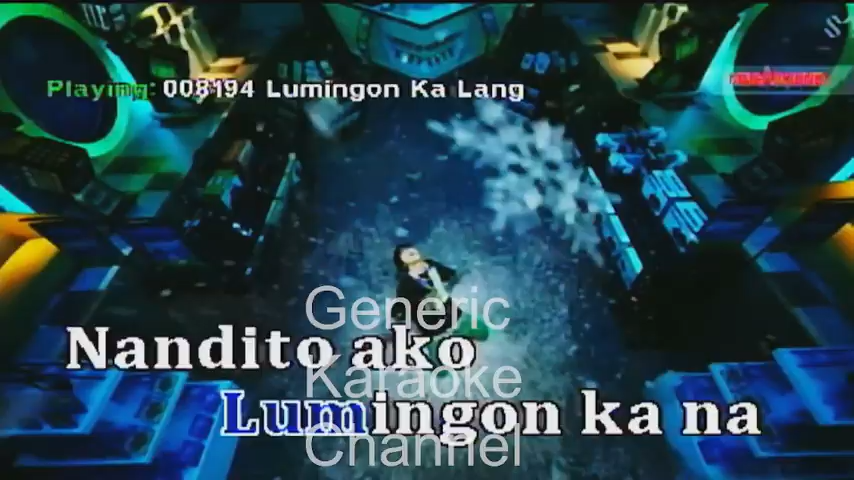 Playing: 008194 Lumingon Ka Lang
Nandito ako
Lumingon ka na
Generic
Karaoke
Channel